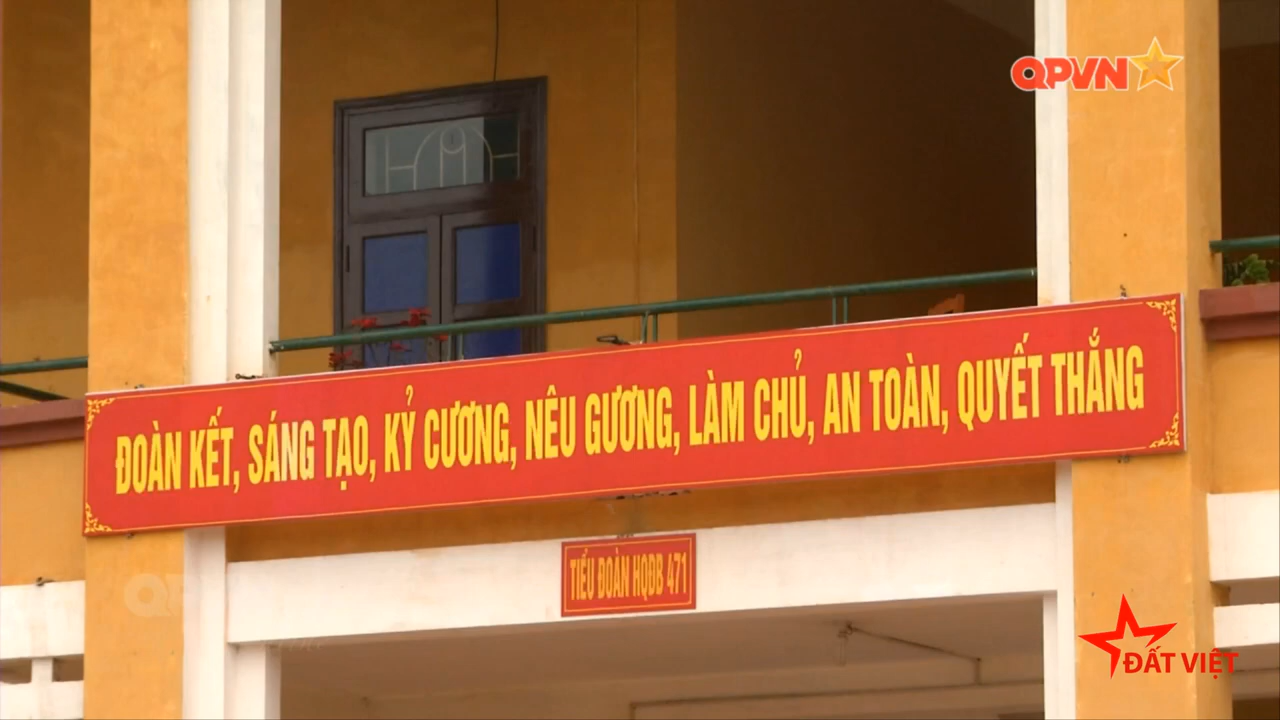 QPVN
ĐOÀN KẾT, SÁNG TẠO, KỶ CƯƠNG, NÊU GƯƠNG, LÀM CHỦ, AN TOÀN, QUYẾT THẮNG
TIỂU ĐOÀN HQĐB 471
ĐẤT VIỆT